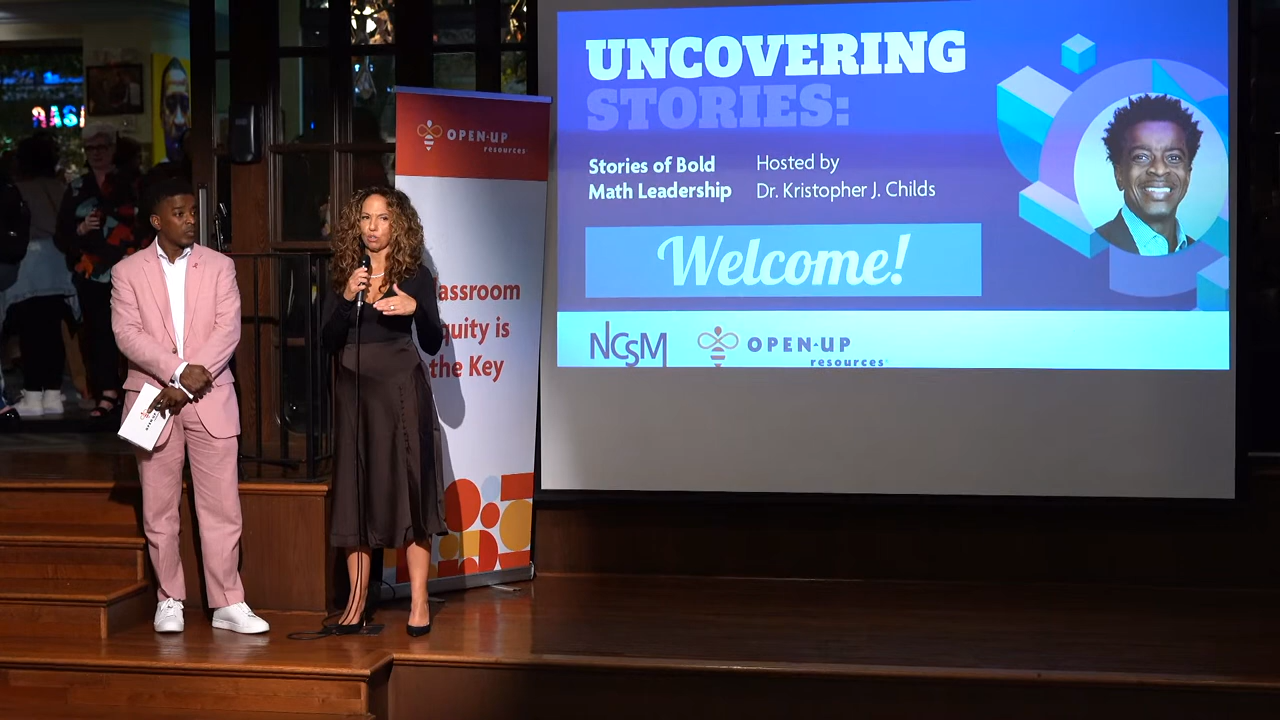 OPEN-UP
resources
lassroom
quity is
the Key
UNCOVERING
STORIES:
Stories of Bold
Math Leadership
Hosted by
Dr. Kristopher J. Childs
Welcome!
NCSM
OPEN-UP
resources